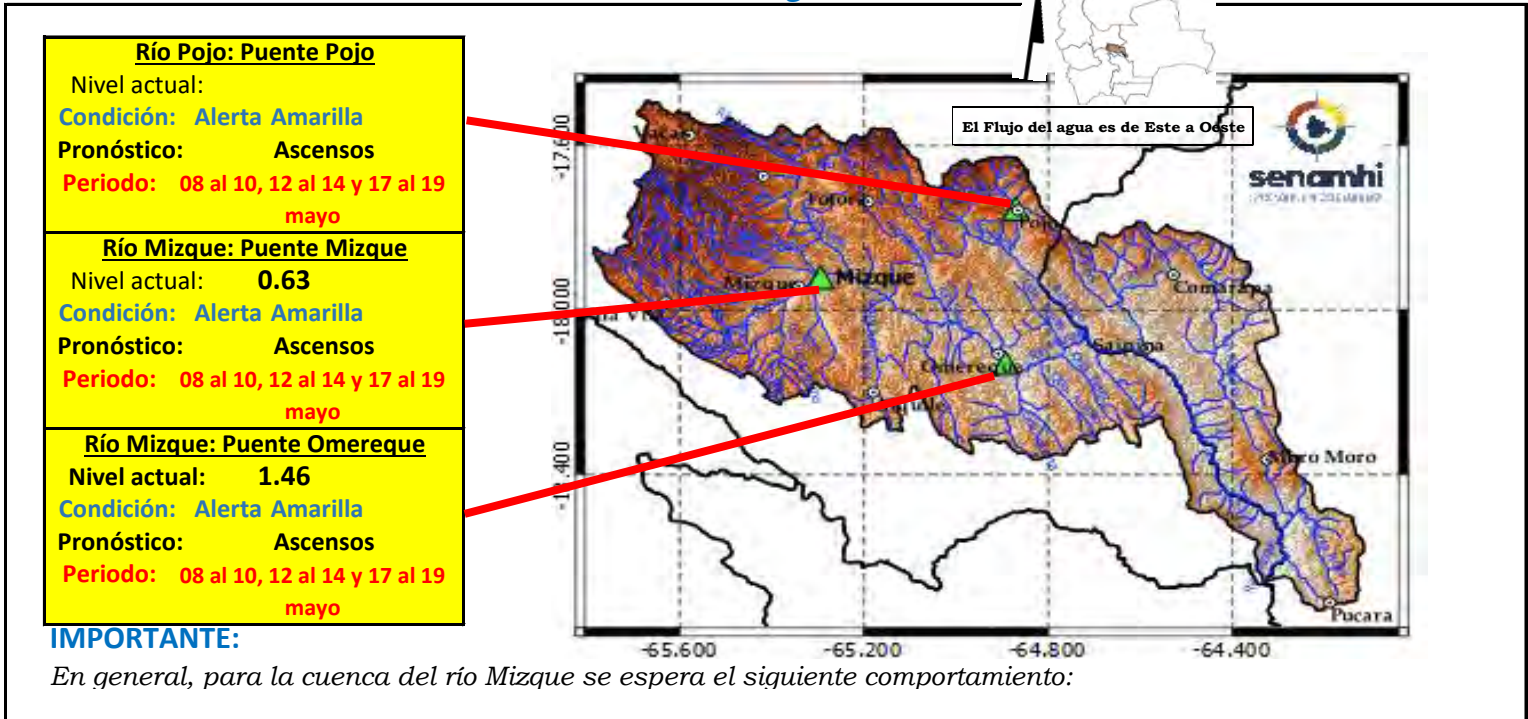 Río Pojo: Puente Pojo
Nivel actual:
Condición: Alerta Amarilla
Pronóstico: Ascensos
Periodo: 08 al 10, 12 al 14 y 17 al 19
mayo
Río Mizque: Puente Mizque
Nivel actual: 0.63
Condición: Alerta Amarilla
Pronóstico: Ascensos
Periodo: 08 al 10, 12 al 14 y 17 al 19
mayo
Río Mizque: Puente Omereque
Nivel actual: 1.46
Condición: Alerta Amarilla
Pronóstico: Ascensos
Periodo: 08 al 10, 12 al 14 y 17 al 19
mayo
El Flujo del agua es de Este a Oeste
senamhi
-17.600
Vacas
Totora
Pojo
Mizque
Mizque
Comarapa
-18.000
Saipina
Omereque
Moro
Pucara
-65.600
-65.200
-64.800
-64.400
IMPORTANTE:
En general, para la cuenca del río Mizque se espera el siguiente comportamiento: